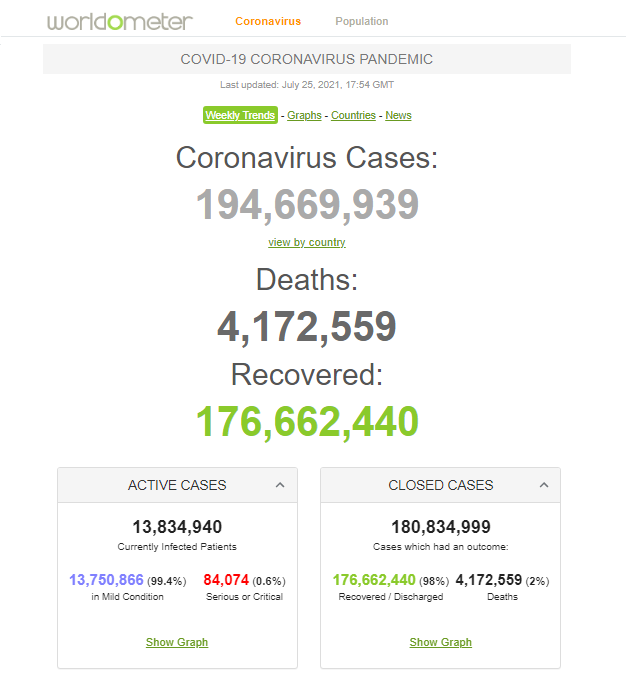 worldometer Coronavirus Population
COVID-19 CORONAVIRUS PANDEMIC
Last updated: July 25, 2021, 17:54 GMT
Weekly Trends - Graphs - Countries - News
Coronavirus Cases:
194,669,939
view by country
Deaths:
4,172,559
Recovered:
176,662,440
ACTIVE CASES
13,834,940
Currently Infected Patients
13,750,866 (99.4%) 84,074 (0.6%)
in Mild Condition Serious or Critical
Show Graph
CLOSED CASES
180,834,999
Cases which had an outcome:
176,662,440 (98%) 4,172,559 (2%)
Recovered / Discharged Deaths
Show Graph